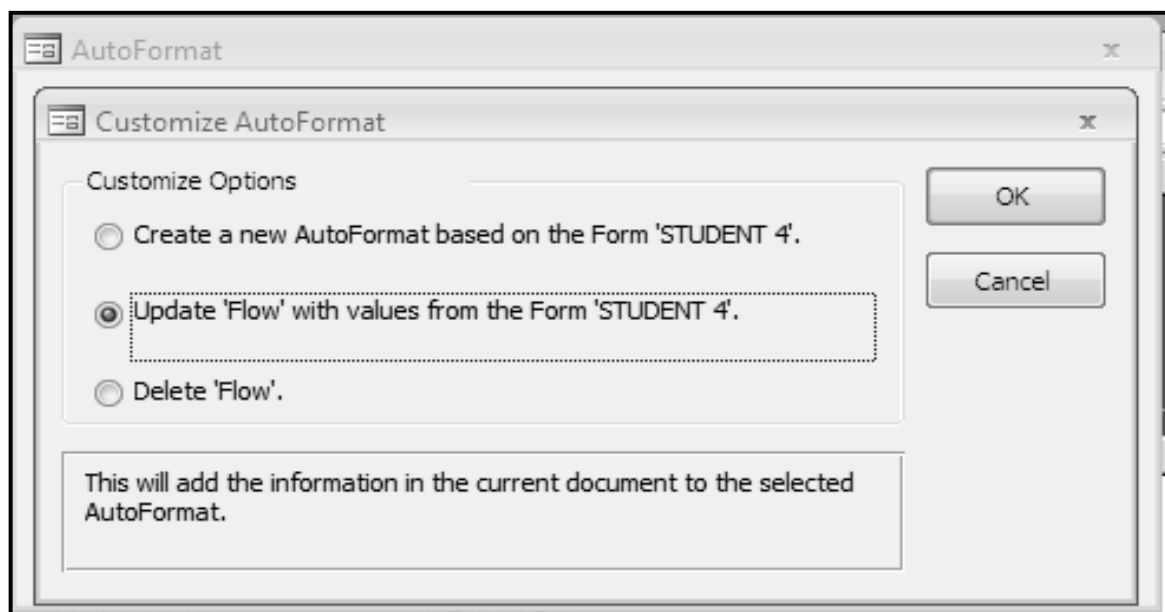 AutoFormat
Customize AutoFormat
Customize Options
OK
Create a new AutoFormat based on the Form 'STUDENT 4'.
Cancel
Update 'Flow' with values from the Form 'STUDENT 4'.
Delete 'Flow'.
This will add the information in the current document to the selected
AutoFormat.